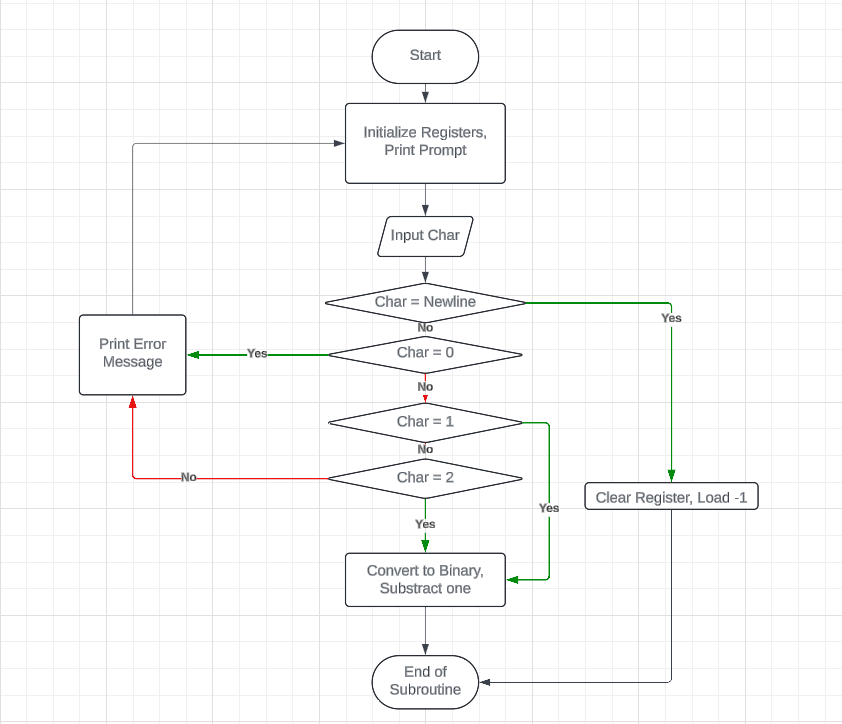 Start
Initialize Registers,
Print Prompt
Input Char
Char = Newline
Yes
No
Print Error
Message
Yes
Char = 0
No
Char = 1
No
Char = 2
No
Yes
Yes
Clear Register, Load -1
Convert to Binary,
Substract one
End of
Subroutine